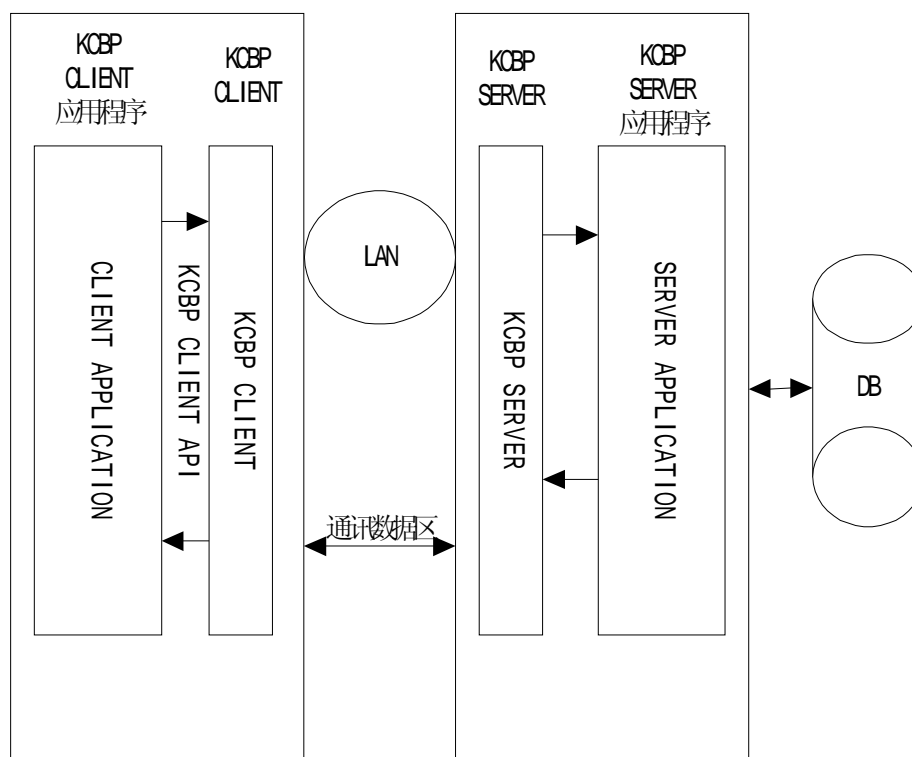 KCBP
CLIENT
应用程序
KCBP
CLIENT
KCBP
SERVER
KCBP
SERVER
应用程序
CLIENT APPLICATION
KCBP CLIENT API
KCBP CLIENT
LAN
通讯数据区
KCBP SERVER
SERVER APPLICATION
DB